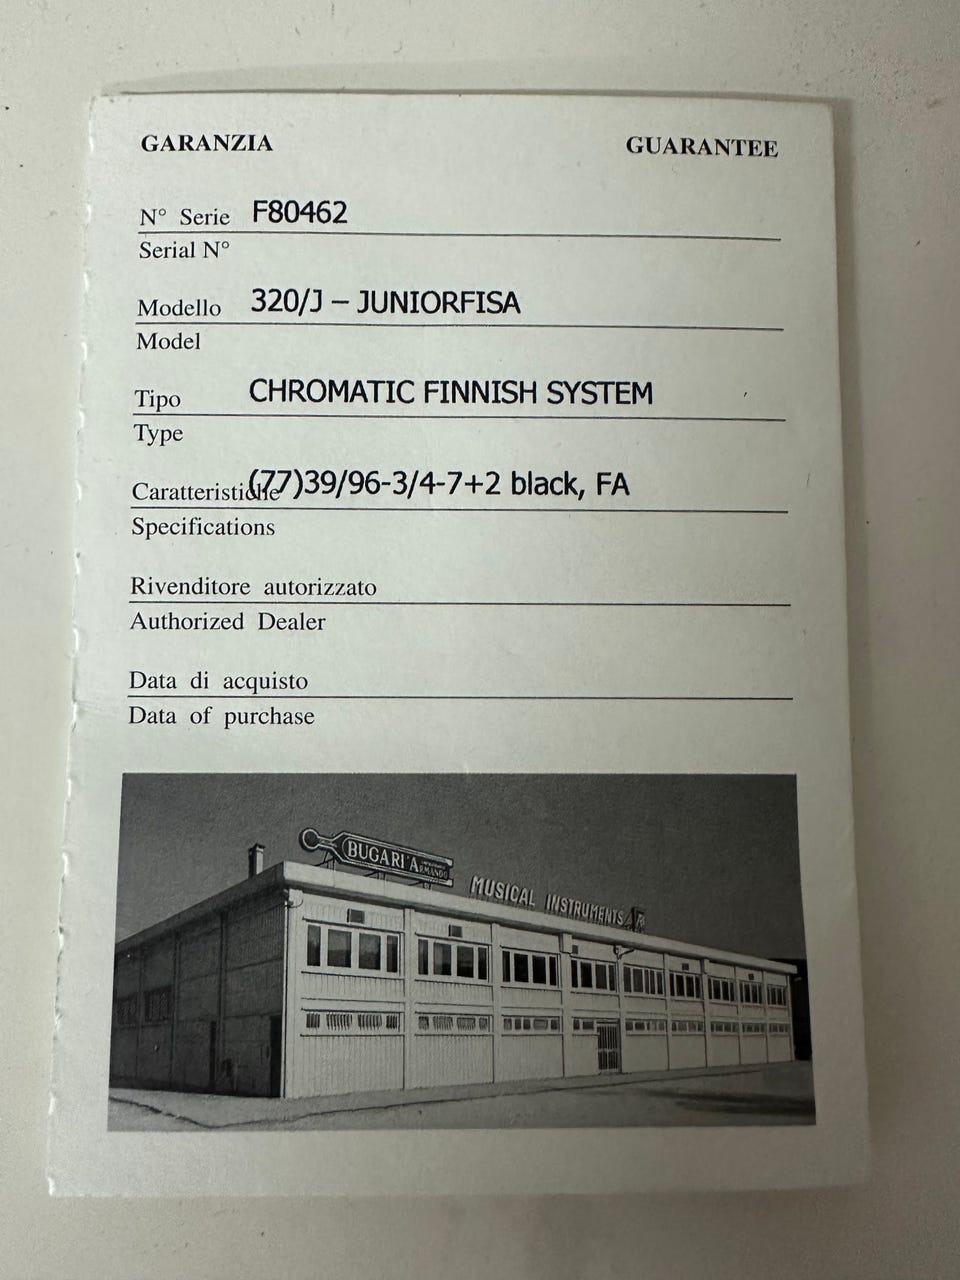 GARANZIA GUARANTEE
N° Serie F80462
Serial N°
Modello 320/J – JUNIORFISA
Model
Tipo CHROMATIC FINNISH SYSTEM
Type
Caratteristiche (77)39/96-3/4-7+2 black, FA
Specifications
Rivenditore autorizzato
Authorized Dealer
Data di acquisto
Data of purchase
BUGARI ARMANDO
MUSICAL INSTRUMENTS